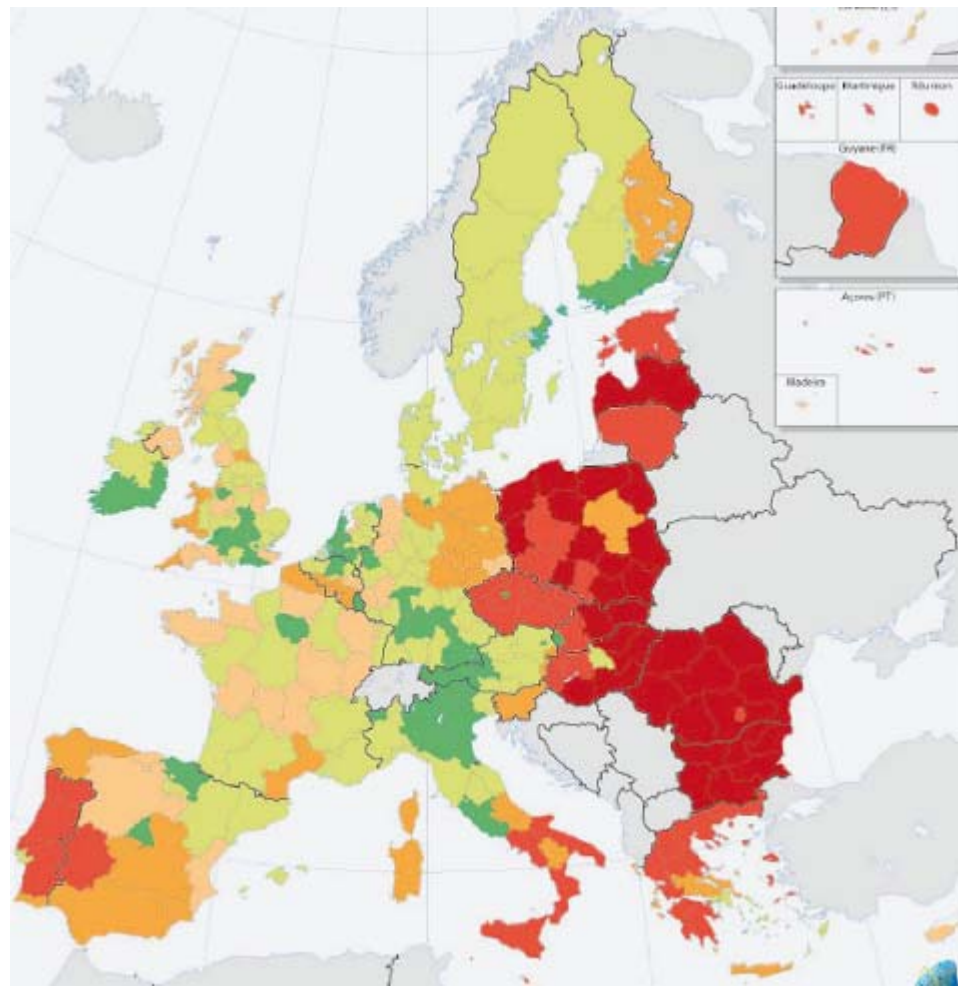 Guadeloupe
Martinique
Réunion
Guyane (FR)
Açores (PT)
Madeira